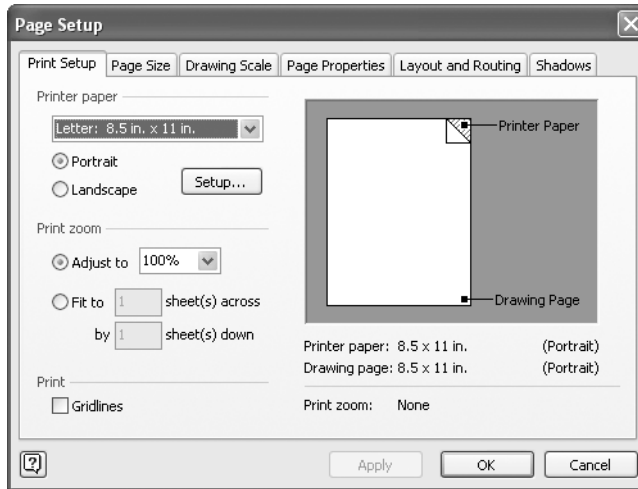 Page Setup
Print Setup Page Size Drawing Scale Page Properties Layout and Routing Shadows
Printer paper
Letter: 8.5 in. x 11 in.
Portrait
Landscape
Setup...
Print zoom
Adjust to 100%
Fit to 1 sheet(s) across
by 1 sheet(s) down
Print
Gridlines
Printer Paper
Drawing Page
Printer paper: 8.5 x 11 in. (Portrait)
Drawing page: 8.5 x 11 in. (Portrait)
Print zoom: None
? Apply OK Cancel